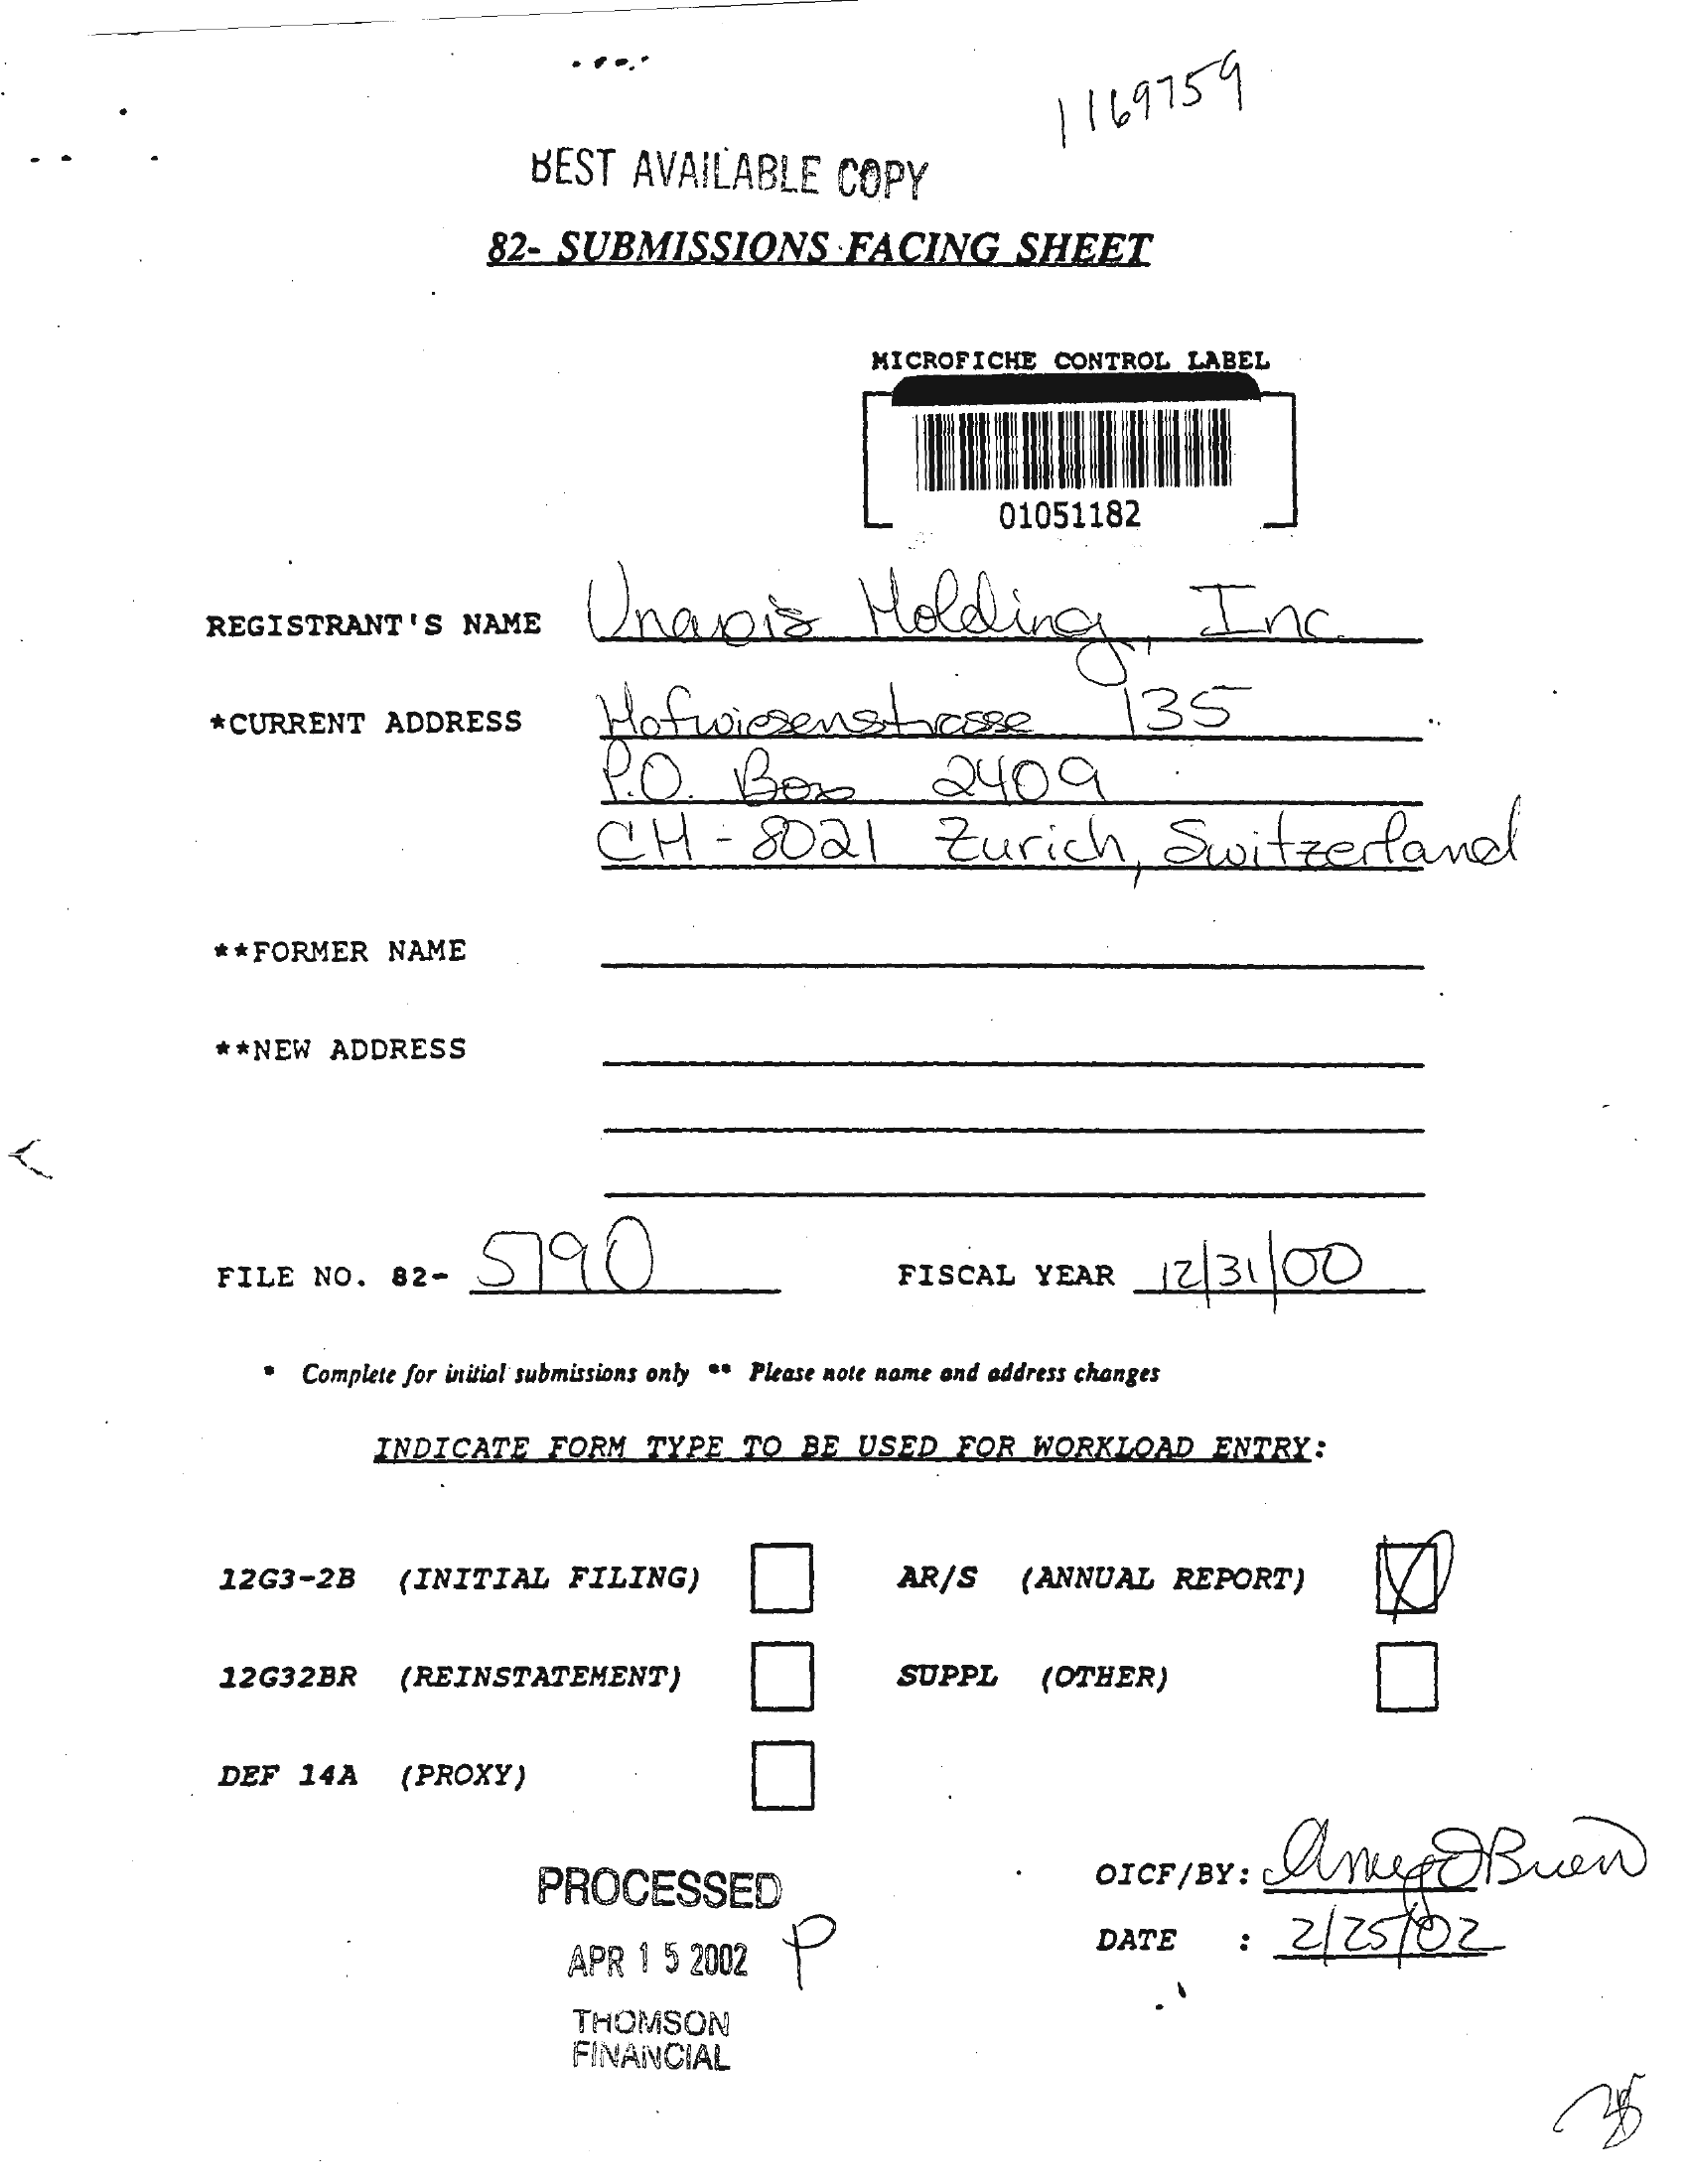 1169759
BEST AVAILABLE COPY
82- SUBMISSIONS FACING SHEET
MICROFICHE CONTROL LABEL
01051182
REGISTRANT'S NAME Unaxis Holding, Inc.
*CURRENT ADDRESS Hofwiesenstrasse 135
P.O. Box 2409
CH-8021 Zurich, Switzerland
**FORMER NAME
**NEW ADDRESS
FILE NO. 82- 5190
FISCAL YEAR 12/31/00
* Complete for initial submissions only ** Please note name and address changes
INDICATE FORM TYPE TO BE USED FOR WORKLOAD ENTRY:
12G3-2B (INITIAL FILING) AR/S (ANNUAL REPORT)
12G32BR (REINSTATEMENT) SUPPL (OTHER)
DEF 14A (PROXY)
OICF/BY: Amy O'Brien
DATE : 2/25/02
PROCESSED
APR 15 2002 P
THOMSON
FINANCIAL